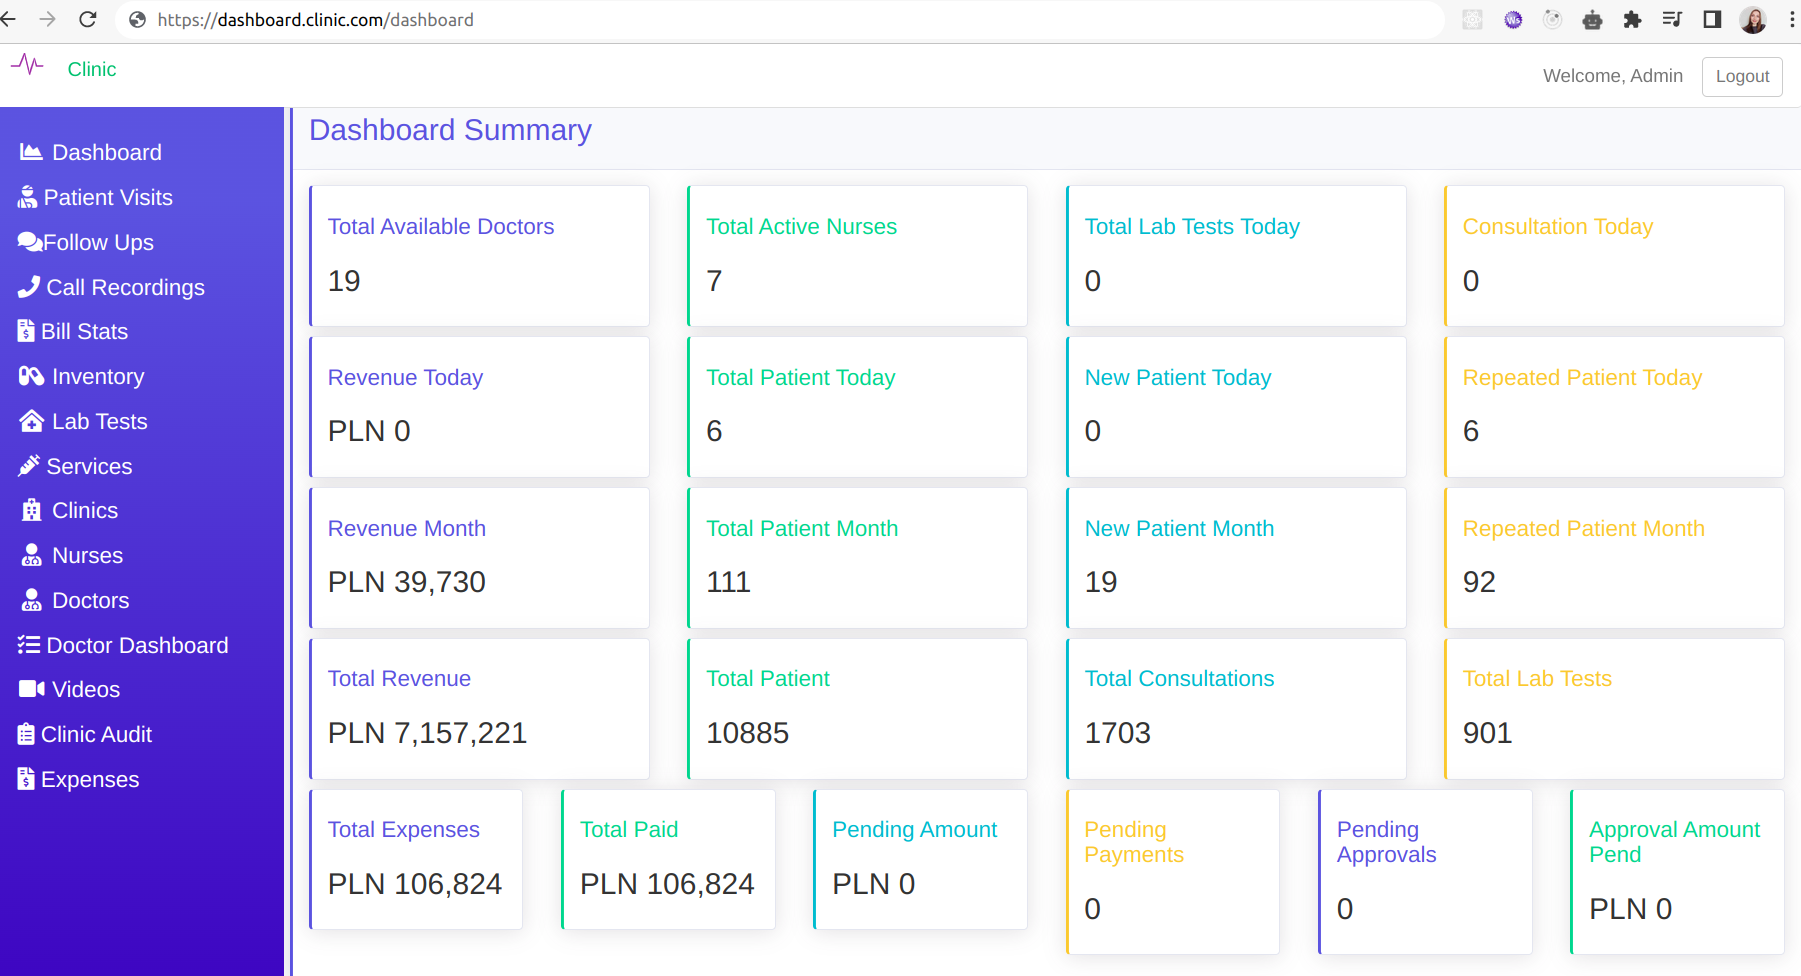 https://dashboard.clinic.com/dashboard
Ws
Clinic
Welcome, Admin
Logout
Dashboard
Patient Visits
Follow Ups
Call Recordings
Bill Stats
Inventory
Lab Tests
Services
Clinics
Nurses
Doctors
Doctor Dashboard
Videos
Clinic Audit
Expenses
Dashboard Summary
Total Available Doctors
19
Total Active Nurses
7
Total Lab Tests Today
0
Consultation Today
0
Revenue Today
PLN 0
Total Patient Today
6
New Patient Today
0
Repeated Patient Today
6
Revenue Month
PLN 39,730
Total Patient Month
111
New Patient Month
19
Repeated Patient Month
92
Total Revenue
PLN 7,157,221
Total Patient
10885
Total Consultations
1703
Total Lab Tests
901
Total Expenses
PLN 106,824
Total Paid
PLN 106,824
Pending Amount
PLN 0
Pending
Payments
0
Pending
Approvals
0
Approval Amount
Pend
PLN 0